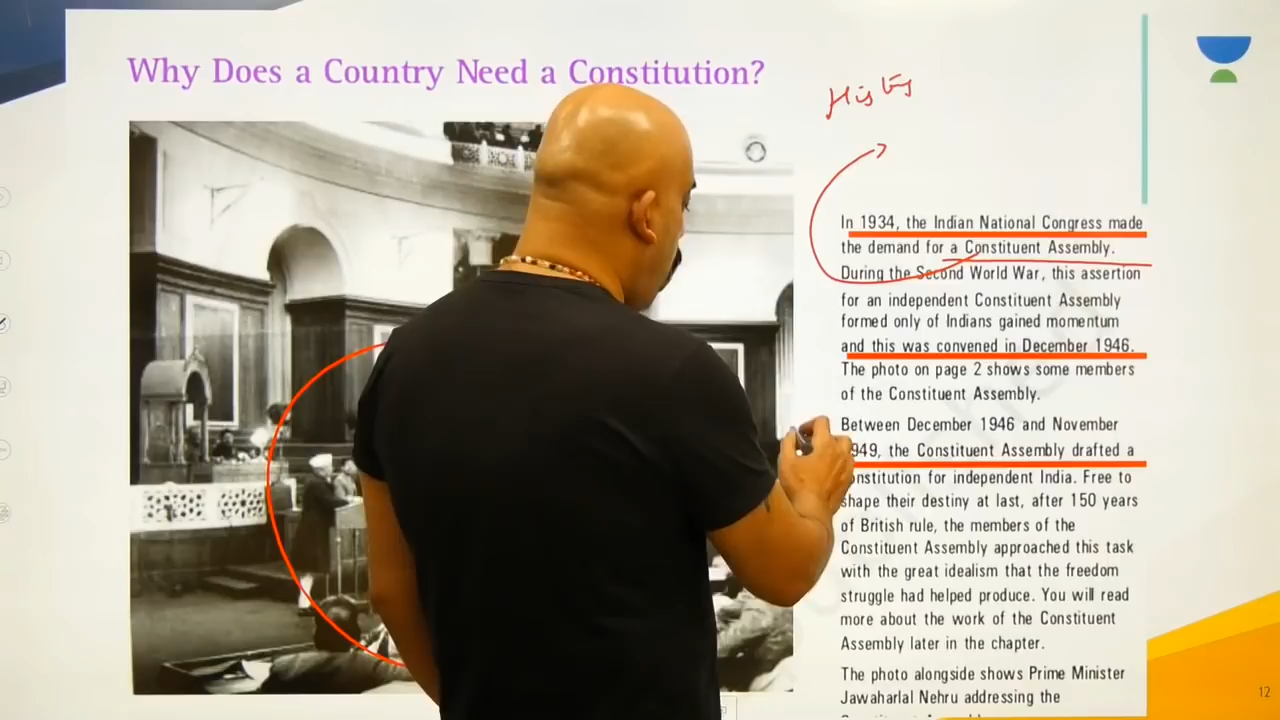 Why Does a Country Need a Constitution?
In 1934, the Indian National Congress made
the demand for a Constituent Assembly.
During the Second World War, this assertion
for an independent Constituent Assembly
formed only of Indians gained momentum
and this was convened in December 1946.
The photo on page 2 shows some members
of the Constituent Assembly.
Between December 1946 and November
949, the Constituent Assembly drafted a
onstitution for independent India. Free to
shape their destiny at last, after 150 years
of British rule, the members of the
Constituent Assembly approached this task
with the great idealism that the freedom
struggle had helped produce. You will read
more about the work of the Constituent
Assembly later in the chapter.
The photo alongside shows Prime Minister
Jawaharlal Nehru addressing the
12